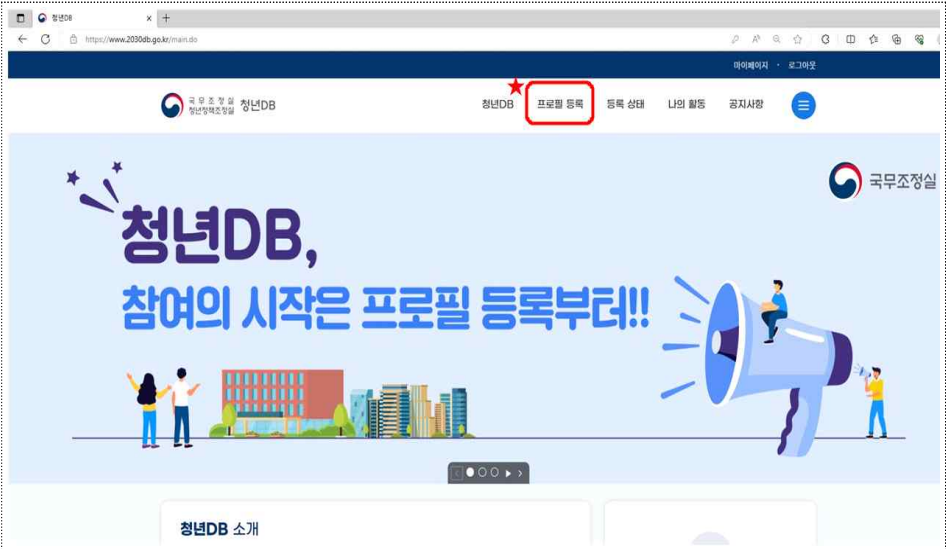 청년DB
https://www.2030db.go.kr/main.do
마이페이지 · 로그아웃
국무조정실
청년정책조정실
청년DB
청년DB 프로필 등록 등록 상태 나의 활동 공지사항
국무조정실
청년DB,
참여의 시작은 프로필 등록부터!!
청년DB 소개